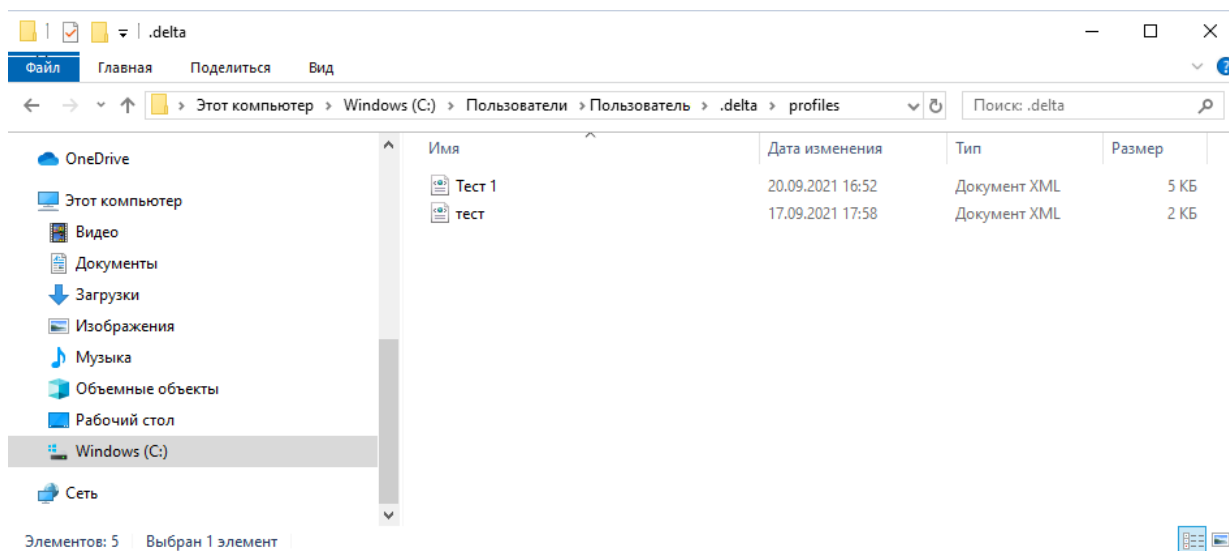 .delta
Файл Главная Поделиться Вид
Этот компьютер > Windows (C:) > Пользователи > Пользователь > .delta > profiles Поиск: .delta
Имя Дата изменения Тип Размер
OneDrive
Этот компьютер
Видео
Документы
Загрузки
Изображения
Музыка
Объемные объекты
Рабочий стол
Windows (C:)
Сеть
Тест 1 20.09.2021 16:52 Документ XML 5 КБ
тест 17.09.2021 17:58 Документ XML 2 КБ
Элементов: 5 Выбран 1 элемент